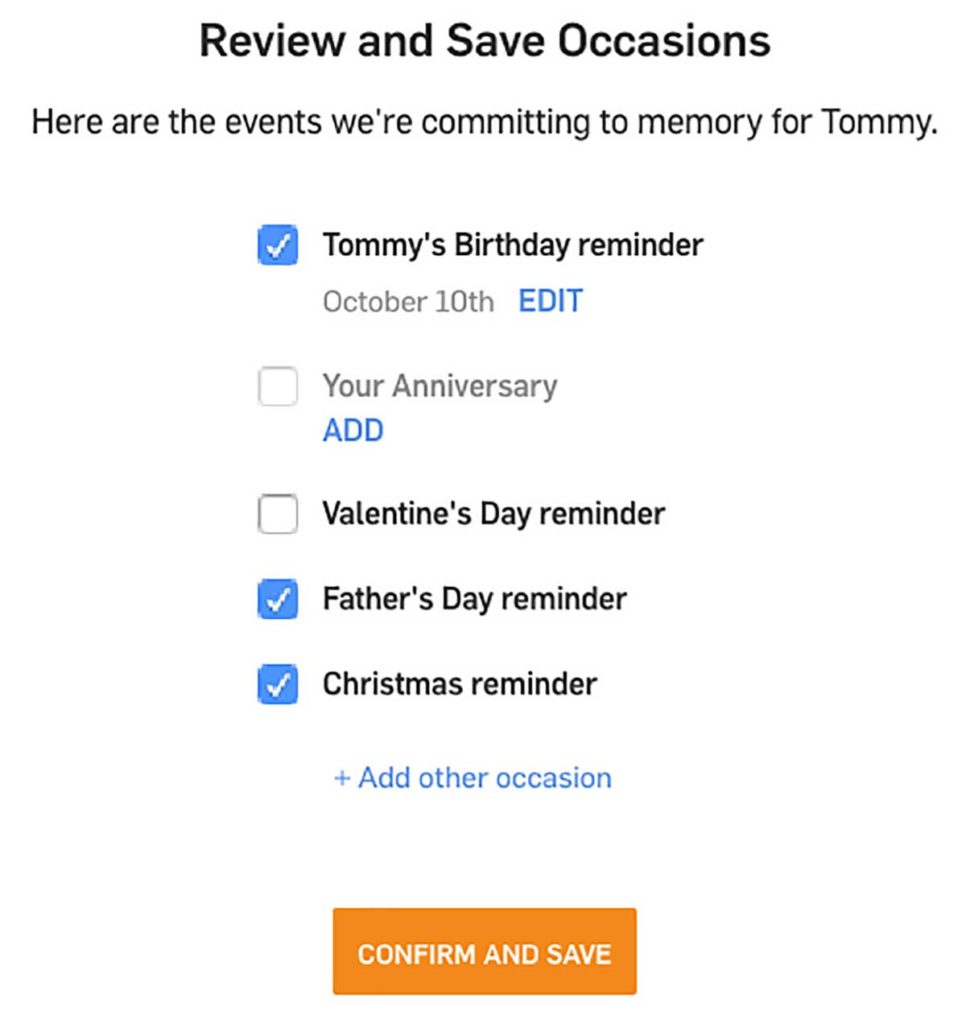 Review and Save Occasions
Here are the events we're committing to memory for Tommy.
Tommy's Birthday reminder
October 10th EDIT
Your Anniversary
ADD
Valentine's Day reminder
Father's Day reminder
Christmas reminder
+ Add other occasion
CONFIRM AND SAVE